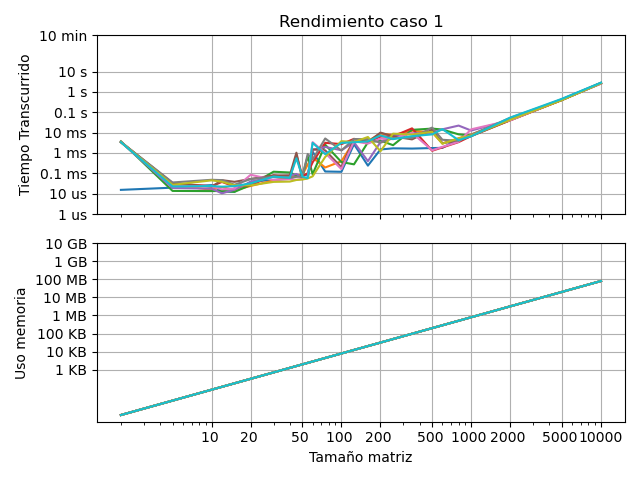 Rendimiento caso 1
Tiempo Transcurrido
10 min
10 s
1 s
0.1 s
10 ms
1 ms
0.1 ms
10 us
1 us
Uso memoria
10 GB
1 GB
100 MB
10 MB
1 MB
100 KB
10 KB
1 KB
10 20 50 100 200 500 1000 2000 5000 10000
Tamaño matriz